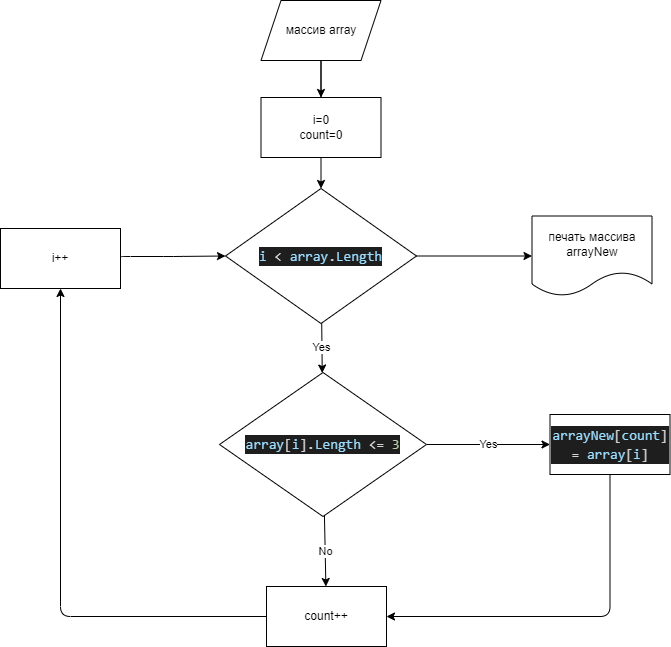 массив array
i=0
count=0
i++
i < array.Length
печать массива
arrayNew
Yes
array[i].Length <= 3
Yes
arrayNew[count]
= array[i]
No
count++